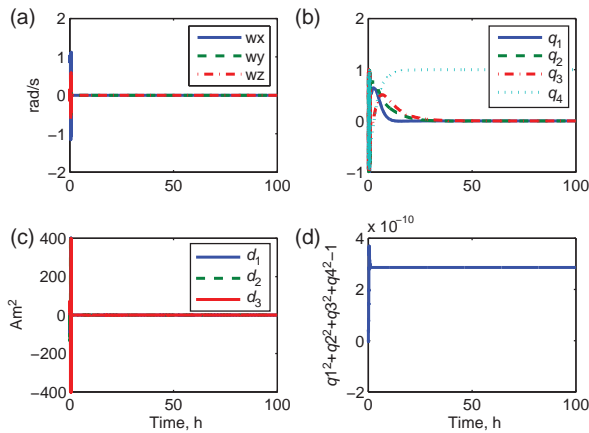 (a)
rad/s
2
1
0
−1
−2
0
50
100
wx
wy
wz
(b)
1
0
−1
0
50
100
q1
q2
q3
q4
(c)
Am²
400
200
0
−200
−400
0
50
100
Time, h
d1
d2
d3
(d)
q1²+q2²+q3²+q4²−1
4
2
0
−2
x 10⁻¹⁰
0
50
100
Time, h